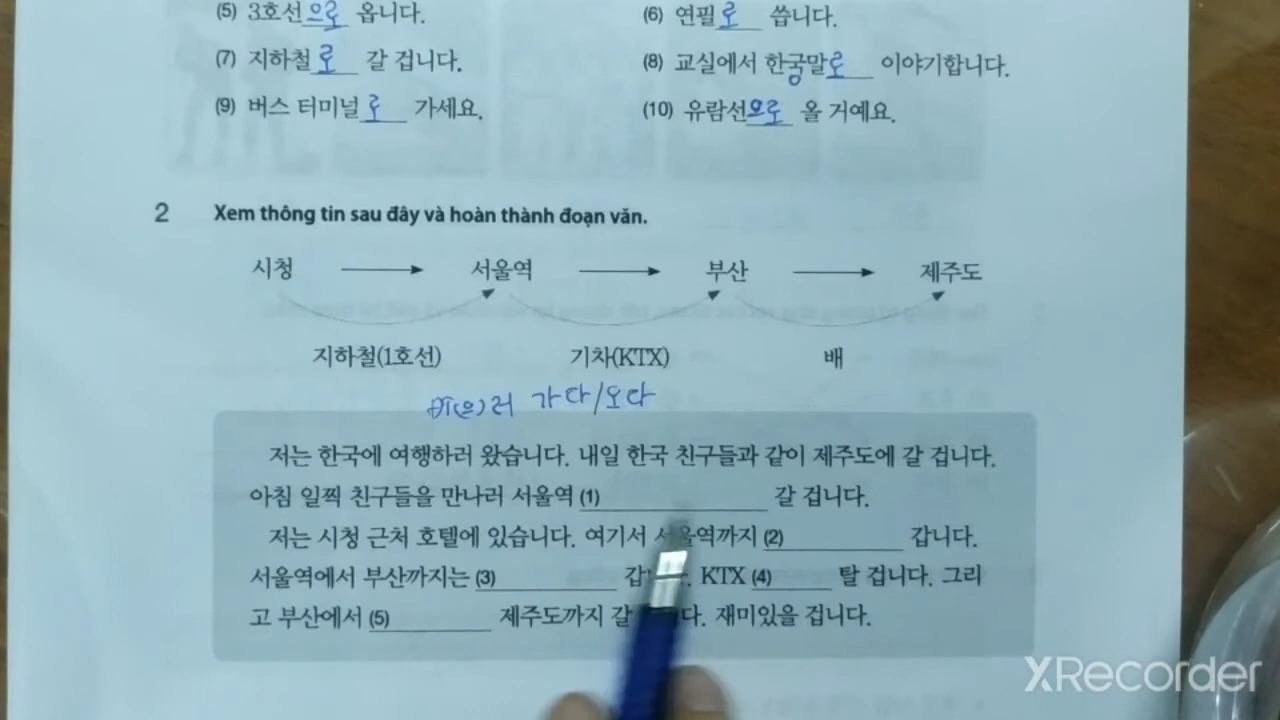 (5) 3호선으로 옵니다. (6) 연필로 씁니다.
(7) 지하철로 갈 겁니다. (8) 교실에서 한국말로 이야기합니다.
(9) 버스 터미널로 가세요. (10) 유람선으로 올 거예요.
2 Xem thông tin sau đây và hoàn thành đoạn văn.
시청 서울역 부산 제주도
지하철(1호선) 기차(KTX) 배
(으)러 가다/오다
저는 한국에 여행하러 왔습니다. 내일 한국 친구들과 같이 제주도에 갈 겁니다.
아침 일찍 친구들을 만나러 서울역 (1) 갈 겁니다.
저는 시청 근처 호텔에 있습니다. 여기서 서울역까지 (2) 갑니다.
서울역에서 부산까지는 (3) KTX (4) 탈 겁니다. 그리
고 부산에서 (5) 제주도까지 재미있을 겁니다.
XRecorder